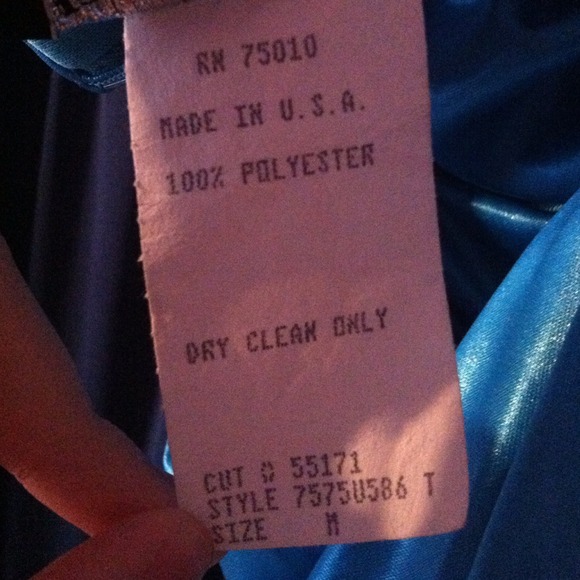 RN 75010
MADE IN U.S.A.
100% POLYESTER
DRY CLEAN ONLY
CUT # 55171
STYLE 7575U586 T
SIZE M